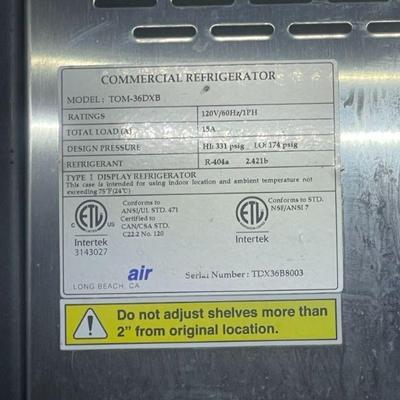 COMMERCIAL REFRIGERATOR
MODEL: TOM-36DXB
RATINGS 120V/60Hz/1PH
TOTAL LOAD (A) 15A
DESIGN PRESSURE HI: 331 psig LO: 174 psig
REFRIGERANT R-404a 2.42lb
TYPE I DISPLAY REFRIGERATOR
This case is intended for using indoor location and ambient temperature not
exceeding 75°F(24°C)
Conforms to
ANSI/UL STD. 471
Certified to
CAN/CSA STD.
C22.2 No. 120
ETL
C US
Intertek
3143027
Conforms to STD.
NSF/ANSI 7
ETL
Intertek
air
LONG BEACH, CA
Serial Number: TDX36B8003
Do not adjust shelves more than
2" from original location.